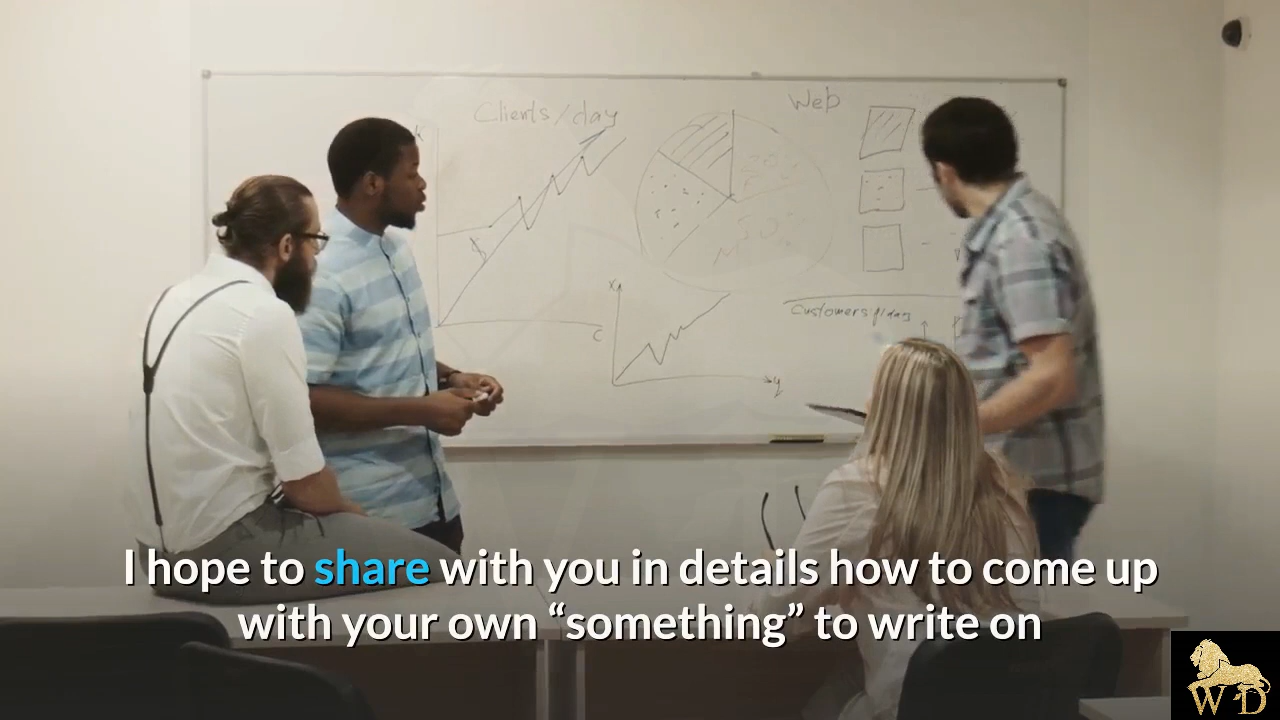 Clients/day
Web
K
C
x
y
Customers/day
I hope to share with you in details how to come up
with your own “something” to write on
WD